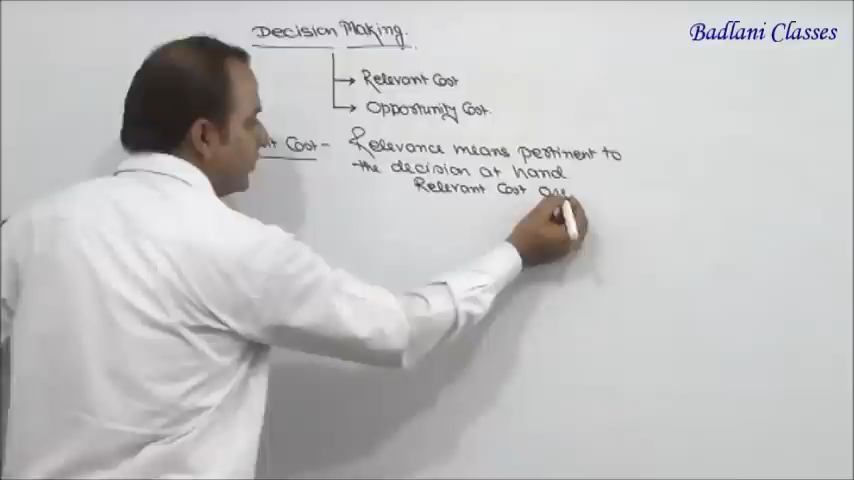 Badlani Classes
Decision Making.
Relevant Cost
Opportunity Cost.
Cost - Relevance means pertinent to
the decision at hand
Relevant Cost are